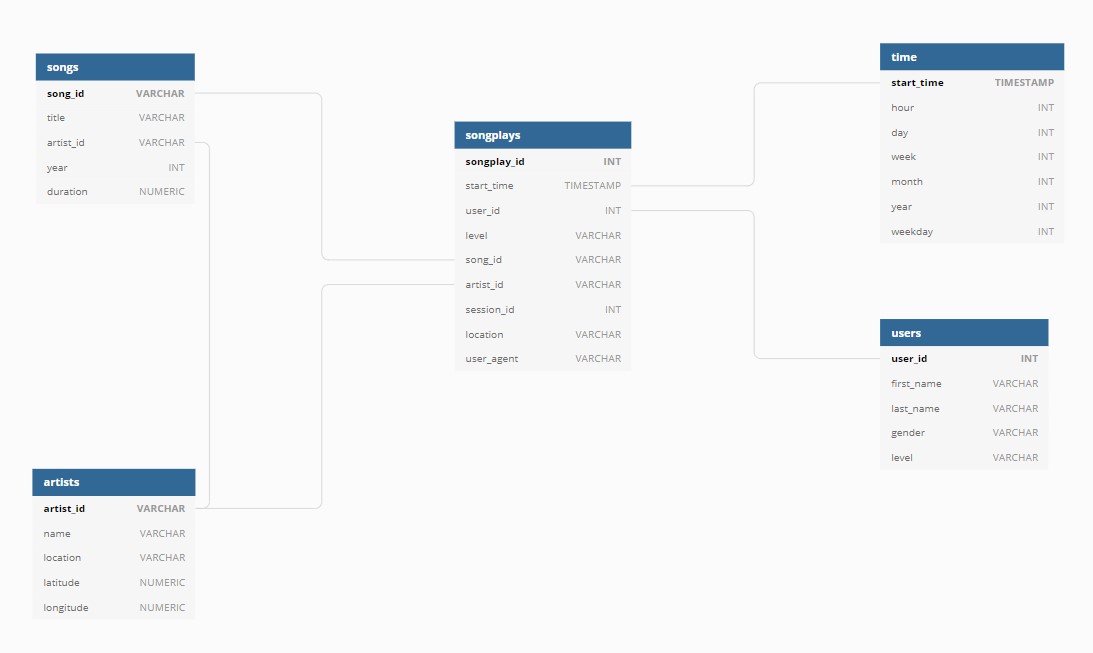 songs
song_id VARCHAR
title VARCHAR
artist_id VARCHAR
year INT
duration NUMERIC
artists
artist_id VARCHAR
name VARCHAR
location VARCHAR
latitude NUMERIC
longitude NUMERIC
songplays
songplay_id INT
start_time TIMESTAMP
user_id INT
level VARCHAR
song_id VARCHAR
artist_id VARCHAR
session_id INT
location VARCHAR
user_agent VARCHAR
time
start_time TIMESTAMP
hour INT
day INT
week INT
month INT
year INT
weekday INT
users
user_id INT
first_name VARCHAR
last_name VARCHAR
gender VARCHAR
level VARCHAR